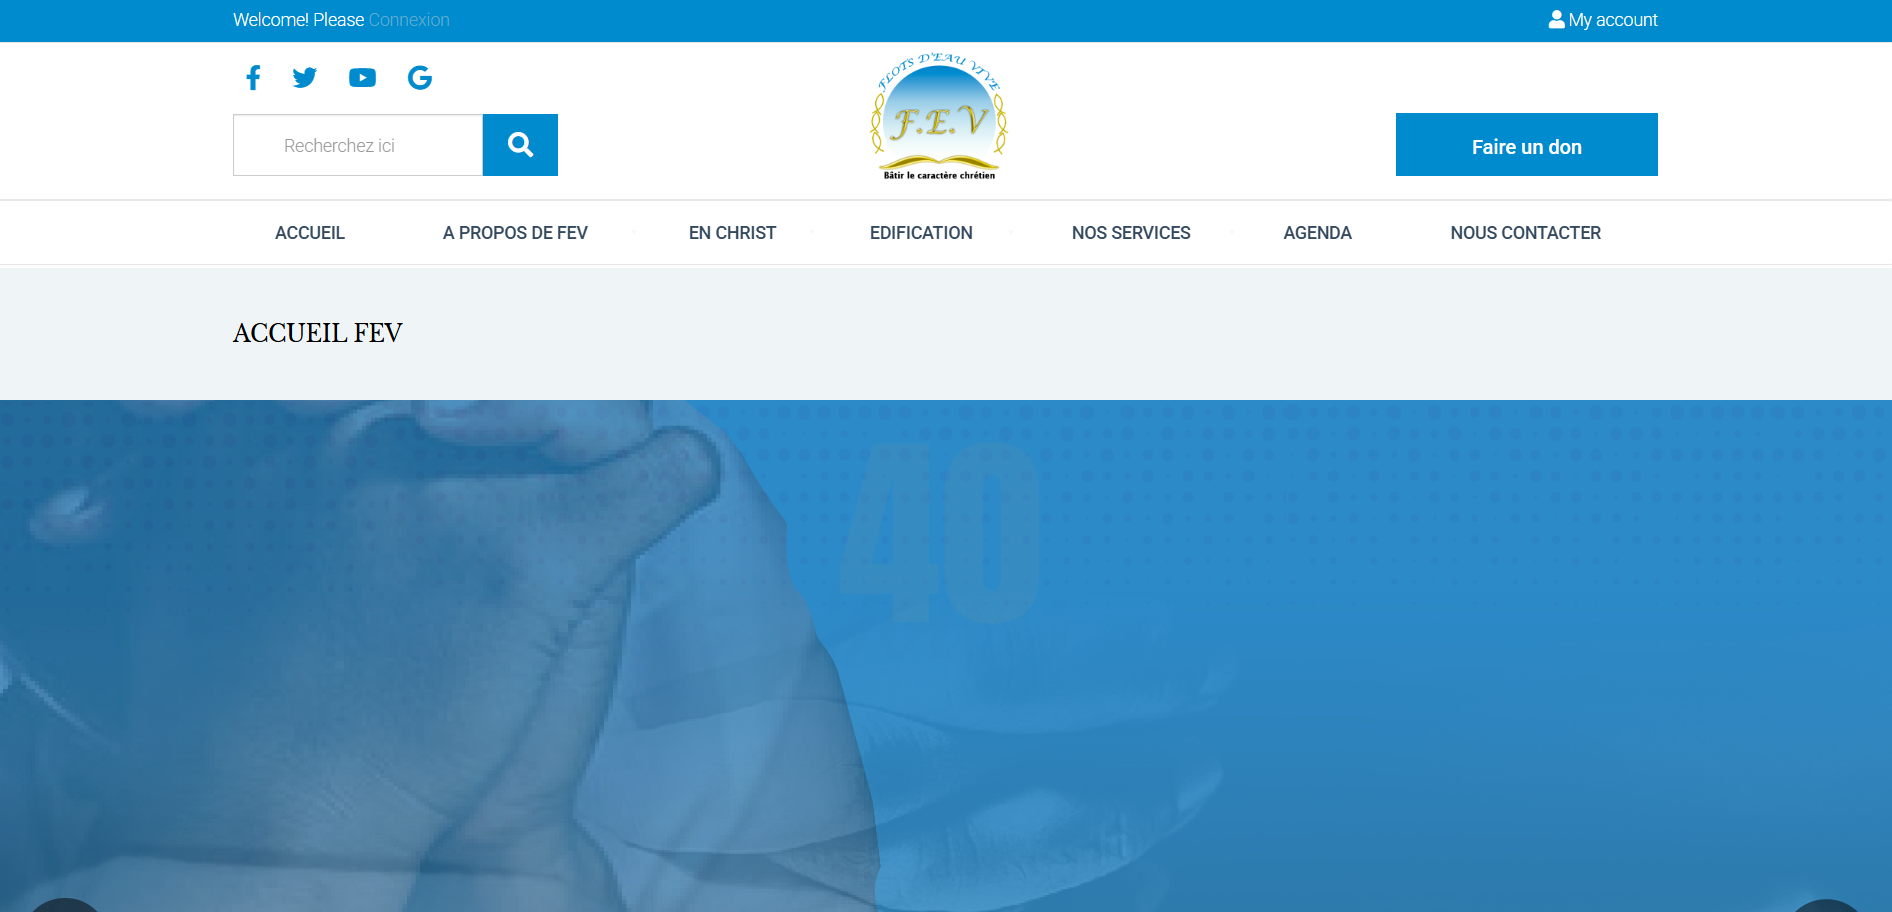 Welcome! Please Connexion
My account
FLOTS D'EAU VIVE
F.E.V
Bâtir le caractère chrétien
Recherchez ici
Faire un don
ACCUEIL
A PROPOS DE FEV
EN CHRIST
EDIFICATION
NOS SERVICES
AGENDA
NOUS CONTACTER
ACCUEIL FEV
40